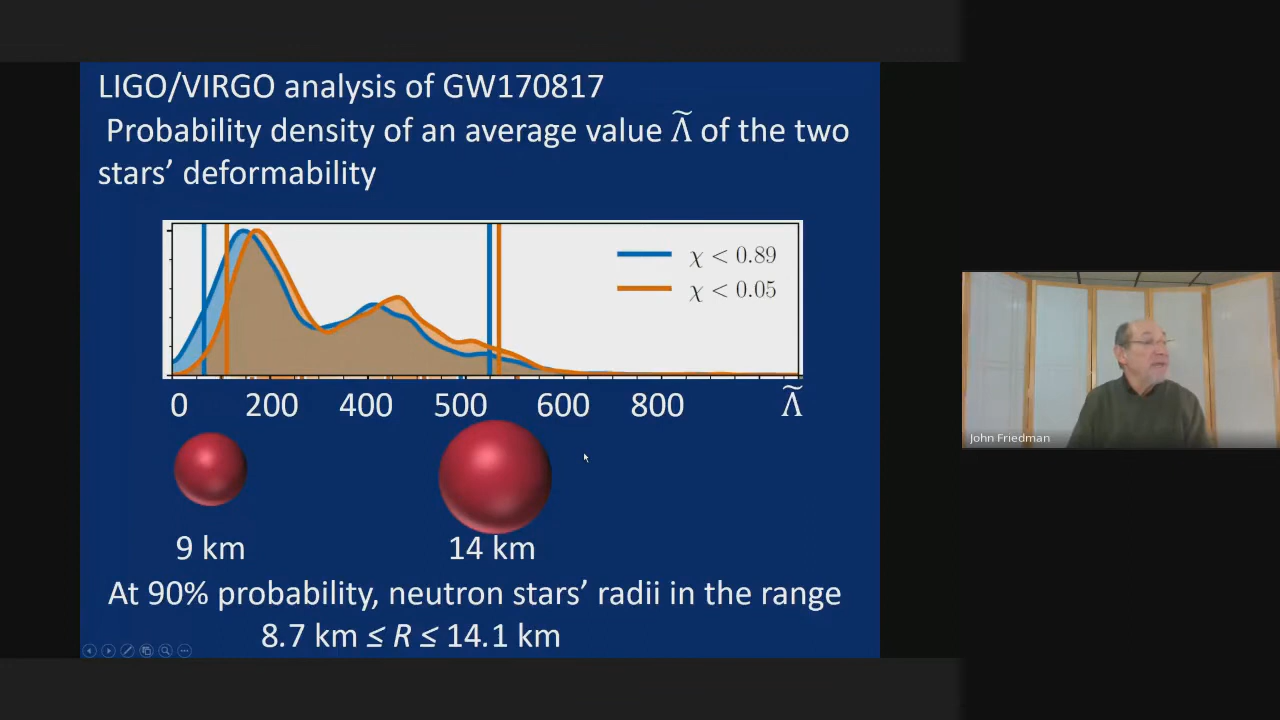 LIGO/VIRGO analysis of GW170817
Probability density of an average value Λ̃ of the two
stars’ deformability
χ < 0.89
χ < 0.05
0 200 400 500 600 800 Λ̃
9 km 14 km
At 90% probability, neutron stars’ radii in the range
8.7 km ≤ R ≤ 14.1 km
John Friedman